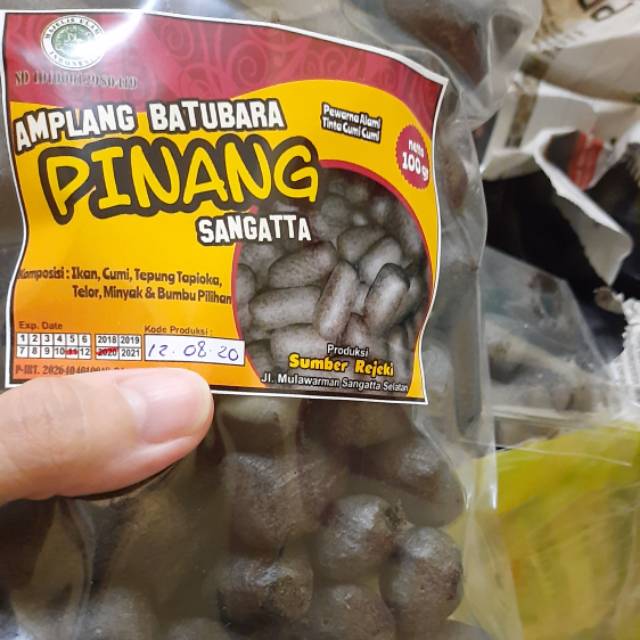 AMPLANG BATUBARA
PINANG
SANGATTA
Pewarna Alami
Tinta Cumi Cumi
netto
100 gr
Komposisi : Ikan, Cumi, Tepung Tapioka,
Telor, Minyak & Bumbu Pilihan
Exp. Date
1 2 3 4 5 6 2018 2019
7 8 9 10 11 12 2020 2021
Kode Produksi :
12.08.20
Produksi
Sumber Rejeki
Jl. Mulawarman Sangatta Selatan